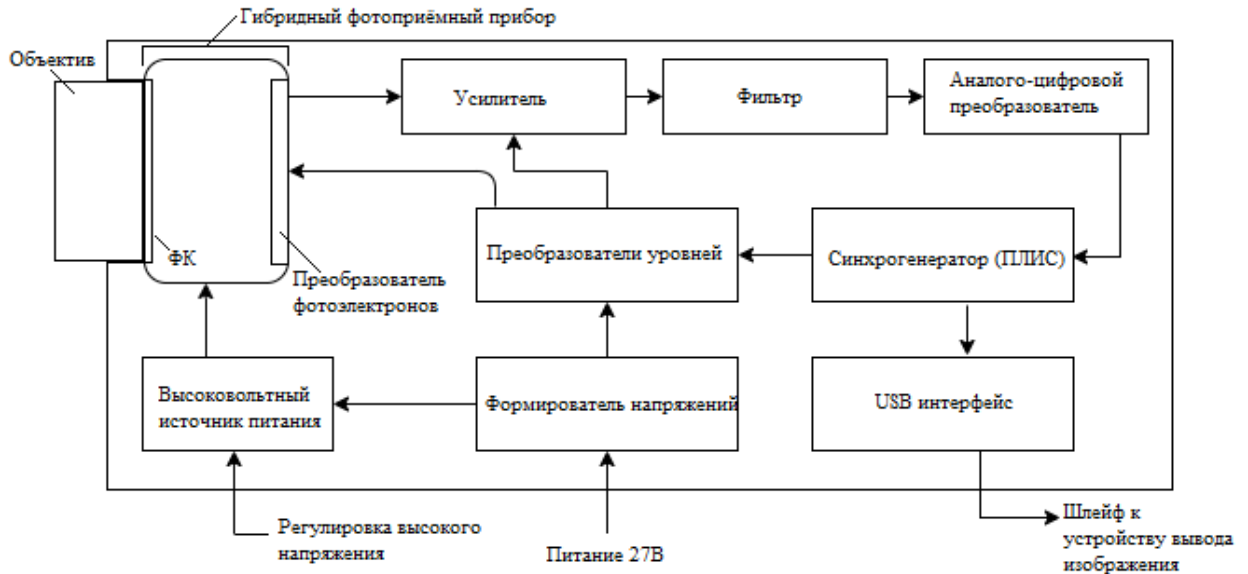 Гибридный фотоприёмный прибор
Объектив
Усилитель
Фильтр
Аналого-цифровой
преобразователь
ФК
Преобразователь
фотоэлектронов
Преобразователи уровней
Синхрогенератор (ПЛИС)
Высоковольтный
источник питания
Формирователь напряжений
USB интерфейс
Регулировка высокого
напряжения
Питание 27В
Шлейф к
устройству вывода
изображения